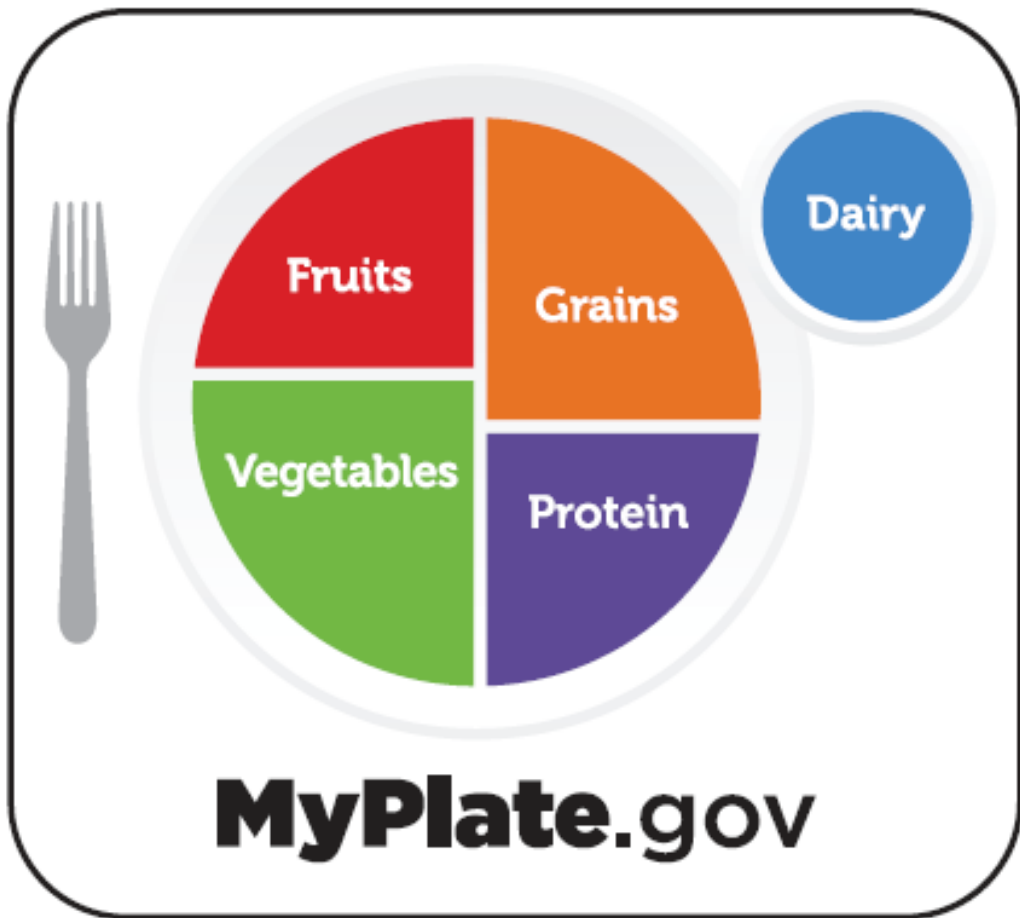 Fruits
Grains
Dairy
Vegetables
Protein
MyPlate.gov